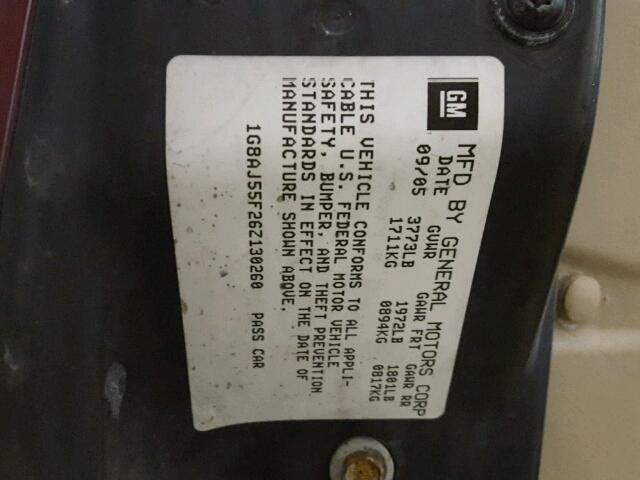 GM
MFD BY GENERAL MOTORS CORP
DATE GVWR GAWR FRT GAWR RR
09/05 3773LB 1972LB 1801LB
1711KG 0894KG 0817KG
THIS VEHICLE CONFORMS TO ALL APPLI-
CABLE U.S. FEDERAL MOTOR VEHICLE
SAFETY, BUMPER, AND THEFT PREVENTION
STANDARDS IN EFFECT ON THE DATE OF
MANUFACTURE SHOWN ABOVE.
1G8AJ55F26Z130260 PASS CAR